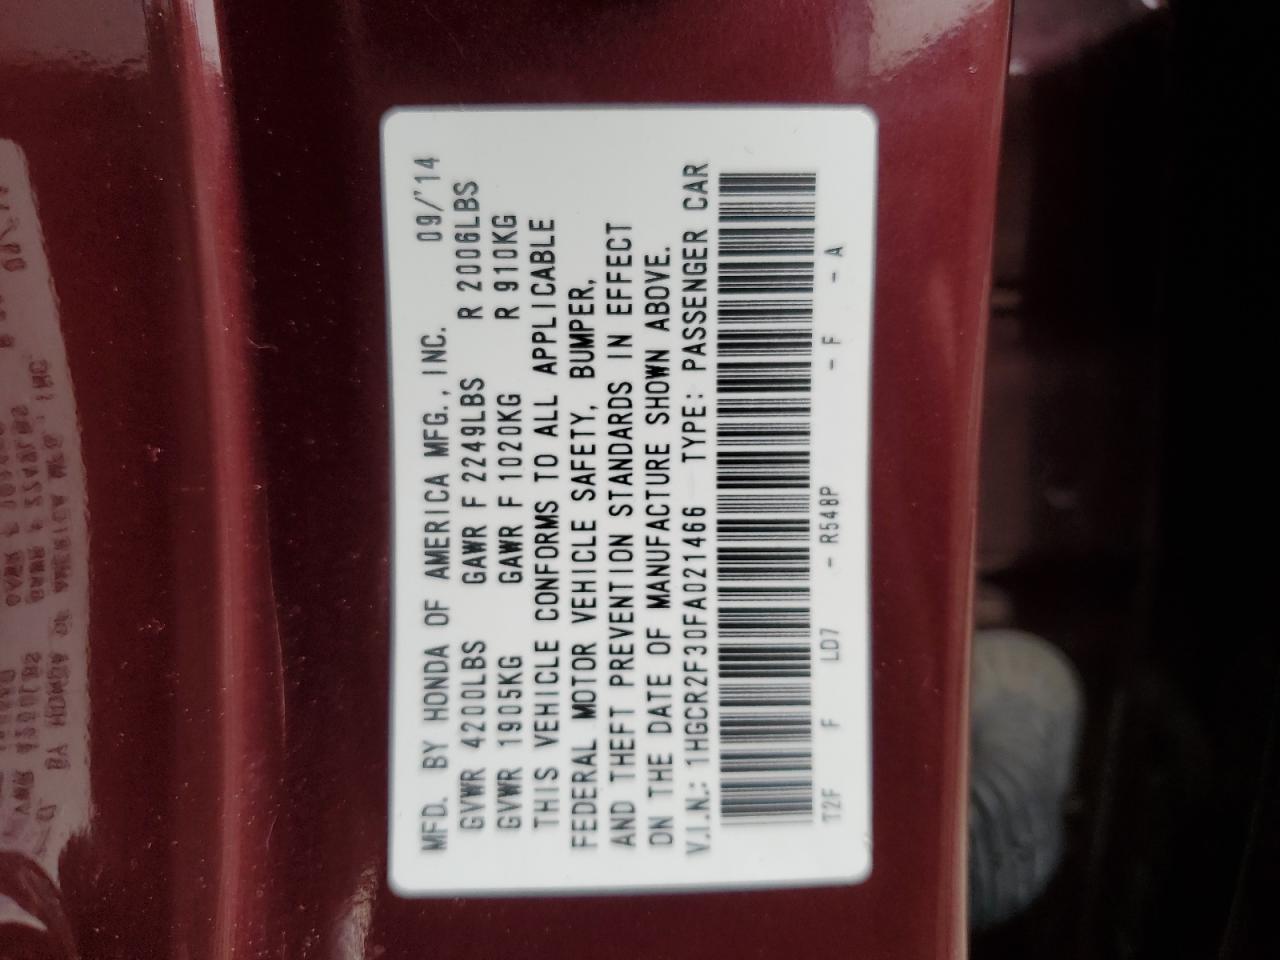 MFD. BY HONDA OF AMERICA MFG., INC. 09/'14
GVWR 4200LBS GAWR F 2249LBS R 2006LBS
GVWR 1905KG GAWR F 1020KG R 910KG
THIS VEHICLE CONFORMS TO ALL APPLICABLE
FEDERAL MOTOR VEHICLE SAFETY, BUMPER,
AND THEFT PREVENTION STANDARDS IN EFFECT
ON THE DATE OF MANUFACTURE SHOWN ABOVE.
V.I.N.: 1HGCR2F30FA021466 TYPE: PASSENGER CAR
T2F F LD7 - R548P - F - A